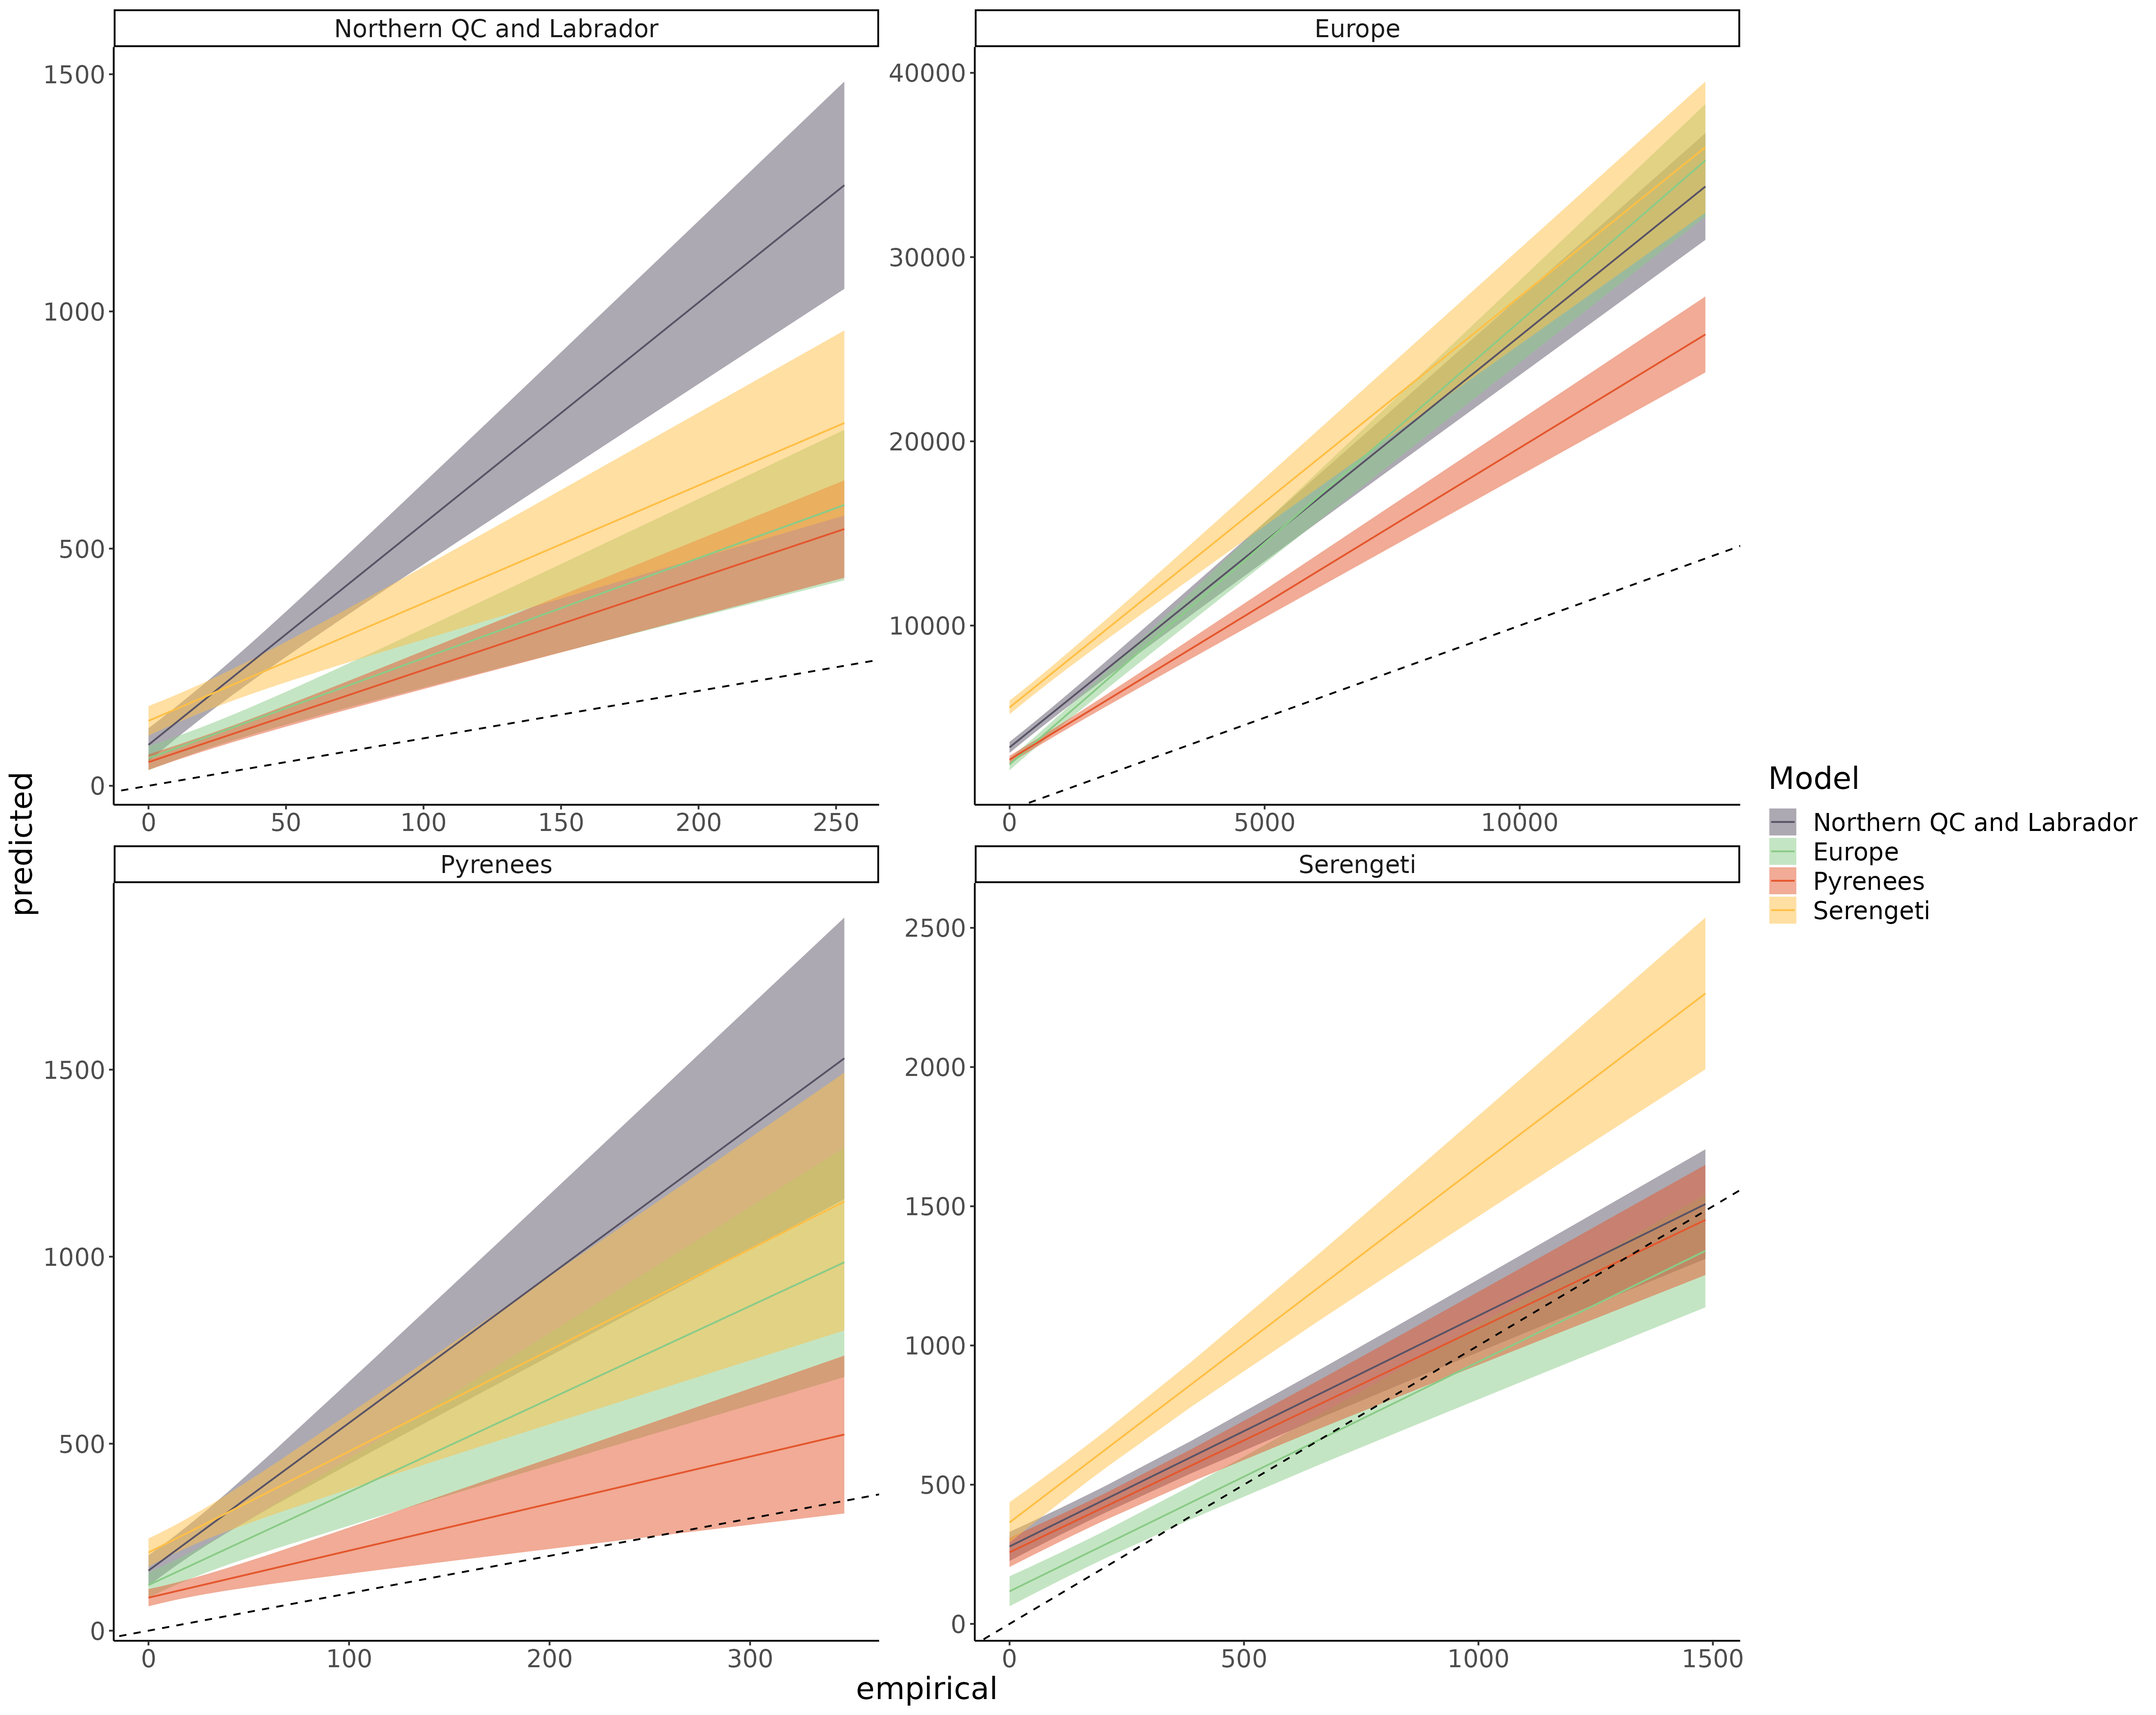 Northern QC and Labrador
Europe
1500
1000
500
0
0 50 100 150 200 250
40000
30000
20000
10000
0 5000 10000
Pyrenees
Serengeti
1500
1000
500
0
0 100 200 300
2500
2000
1500
1000
500
0
0 500 1000 1500
predicted
empirical
Model
Northern QC and Labrador
Europe
Pyrenees
Serengeti